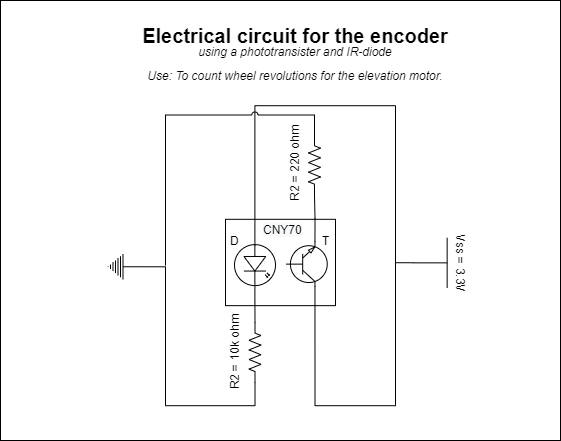 Electrical circuit for the encoder
using a phototransister and IR-diode
Use: To count wheel revolutions for the elevation motor.
R2 = 220 ohm
CNY70
D
T
Vss = 3.3V
R2 = 10k ohm